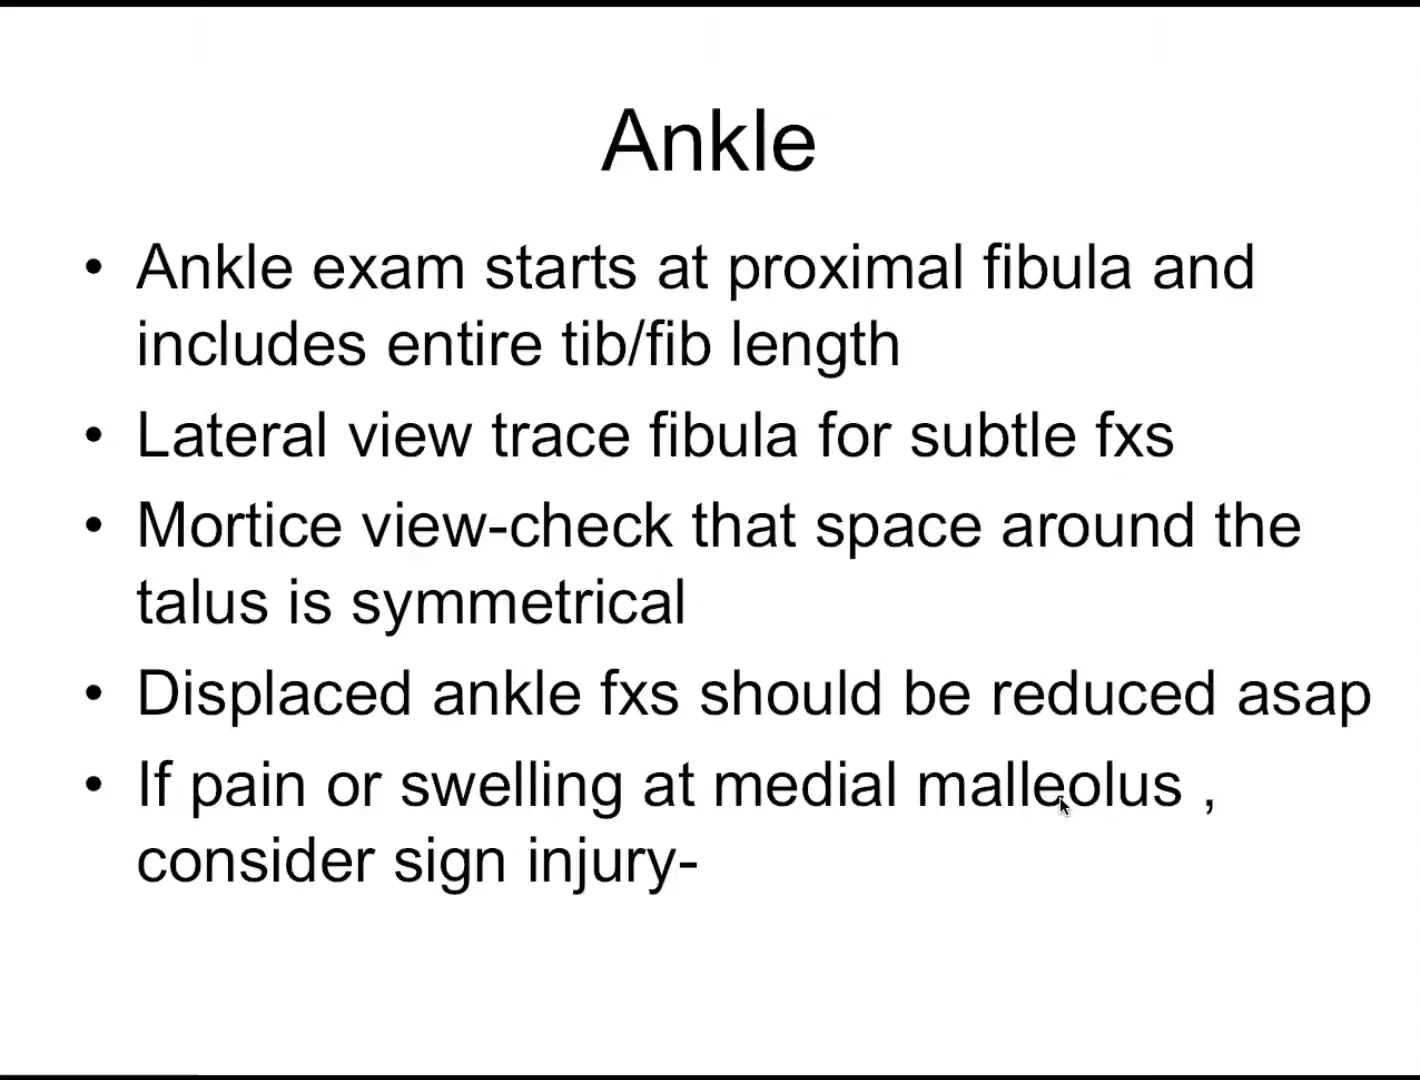 Ankle
• Ankle exam starts at proximal fibula and
includes entire tib/fib length
• Lateral view trace fibula for subtle fxs
• Mortice view-check that space around the
talus is symmetrical
• Displaced ankle fxs should be reduced asap
• If pain or swelling at medial malleolus ,
consider sign injury-